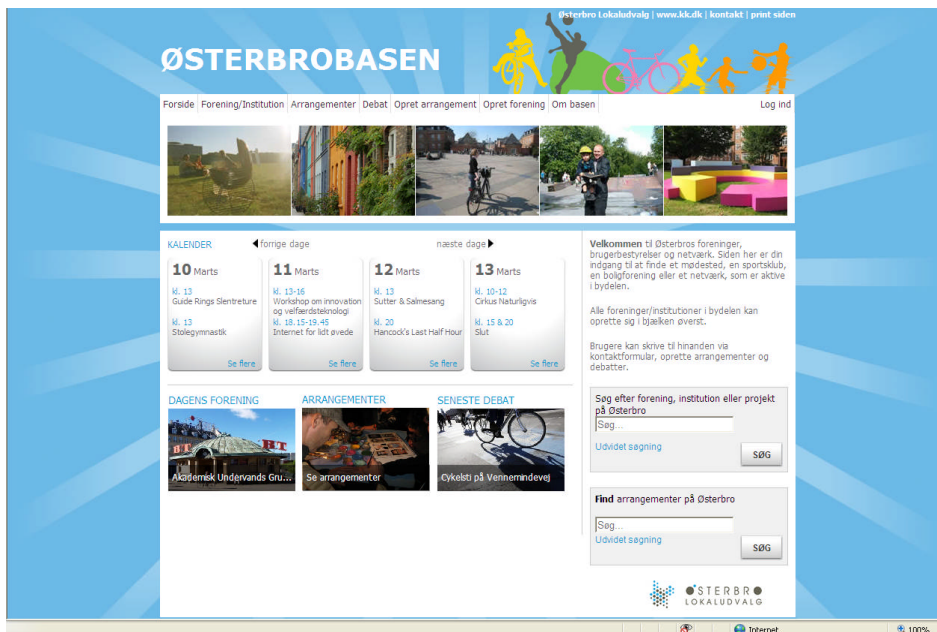 Østerbro Lokaludvalg | www.kk.dk | kontakt | print siden
ØSTERBROBASEN
Forside Forening/Institution Arrangementer Debat Opret arrangement Opret forening Om basen Log ind
KALENDER forrige dage næste dage
10 Marts
kl. 13
Guide Rings Slentreture
kl. 13
Stolegymnastik
Se flere
11 Marts
kl. 13-16
Workshop om innovation
og velfærdsteknologi
kl. 18.15-19.45
Internet for lidt øvede
Se flere
12 Marts
kl. 13
Sutter & Salmesang
kl. 20
Hancock's Last Half Hour
Se flere
13 Marts
kl. 10-12
Cirkus Naturligvis
kl. 15 & 20
Slut
Se flere
Velkommen til Østerbros foreninger,
brugerbestyrelser og netværk. Siden her er din
indgang til at finde et mødested, en sportsklub,
en boligforening eller et netværk, som er aktive
i bydelen.
Alle foreninger/institutioner i bydelen kan
oprette sig i bjælken øverst.
Brugere kan skrive til hinanden via
kontaktformular, oprette arrangementer og
debatter.
DAGENS FORENING
BT BT
Akademisk Undervands Gru...
ARRANGEMENTER
Se arrangementer
SENESTE DEBAT
Cykelsti på Vennemindevej
Søg efter forening, institution eller projekt
på Østerbro
Søg...
Udvidet søgning
SØG
Find arrangementer på Østerbro
Søg...
Udvidet søgning
SØG
ØSTERBRO
LOKALUDVALG
Internet 100%